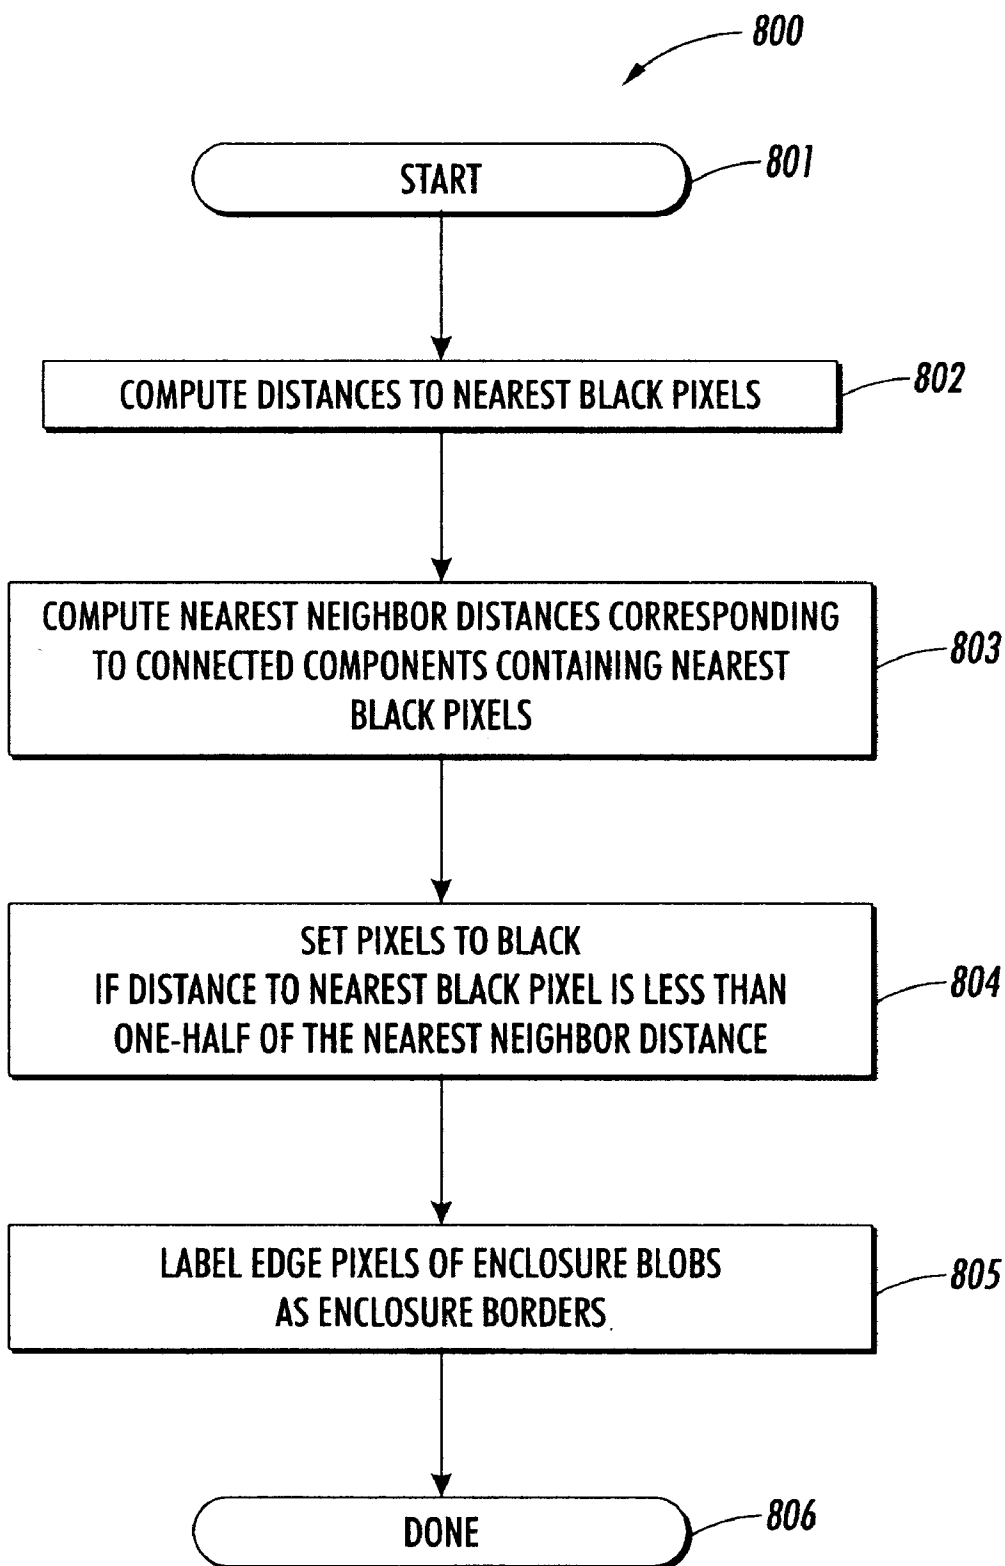 800
START
801
COMPUTE DISTANCES TO NEAREST BLACK PIXELS
802
COMPUTE NEAREST NEIGHBOR DISTANCES CORRESPONDING
TO CONNECTED COMPONENTS CONTAINING NEAREST
BLACK PIXELS
803
SET PIXELS TO BLACK
IF DISTANCE TO NEAREST BLACK PIXEL IS LESS THAN
ONE-HALF OF THE NEAREST NEIGHBOR DISTANCE
804
LABEL EDGE PIXELS OF ENCLOSURE BLOBS
AS ENCLOSURE BORDERS
805
DONE
806